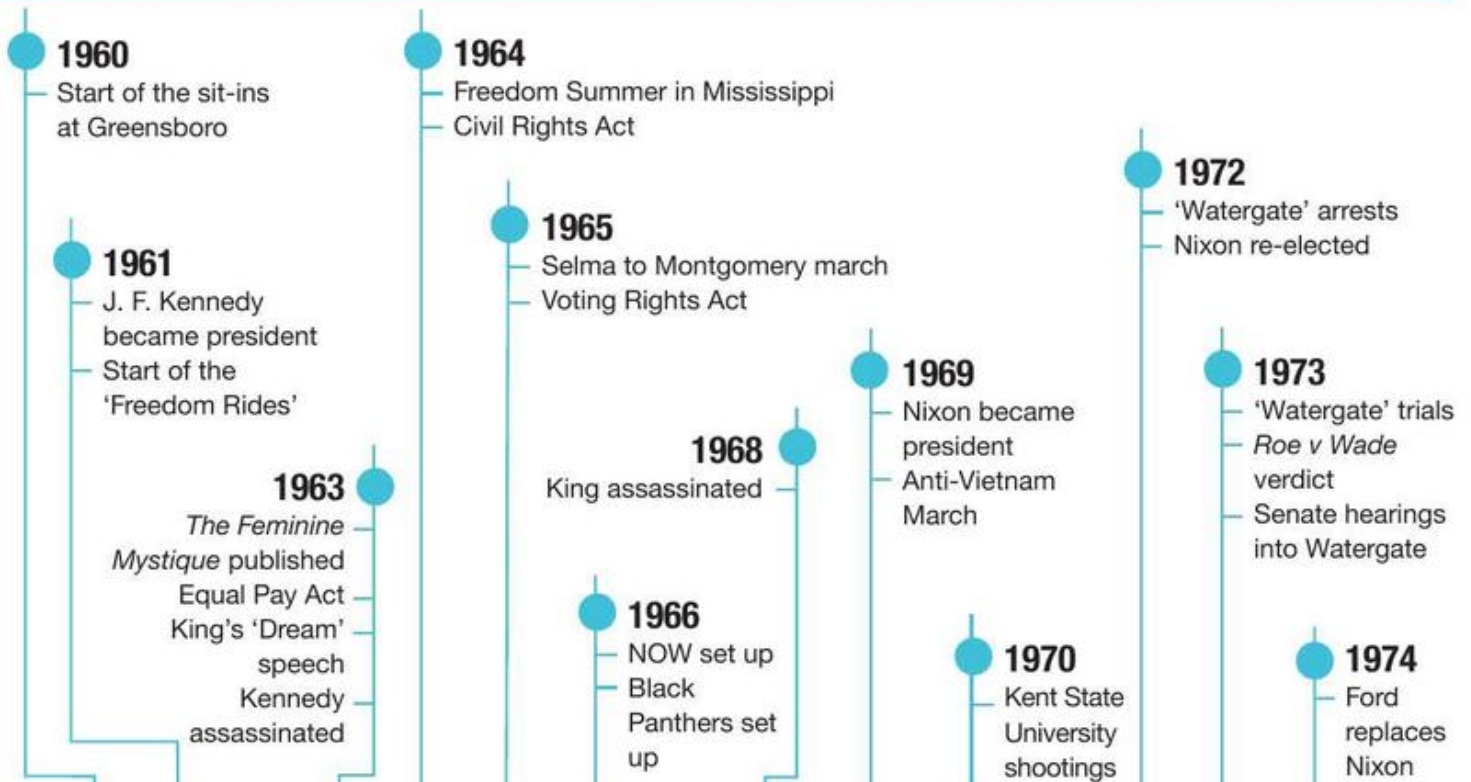 1960
Start of the sit-ins
at Greensboro
1961
J. F. Kennedy
became president
Start of the
‘Freedom Rides’
1963
The Feminine
Mystique published
Equal Pay Act
King’s ‘Dream’
speech
Kennedy
assassinated
1964
Freedom Summer in Mississippi
Civil Rights Act
1965
Selma to Montgomery march
Voting Rights Act
1966
NOW set up
Black
Panthers set
up
1968
King assassinated
1969
Nixon became
president
Anti-Vietnam
March
1970
Kent State
University
shootings
1972
‘Watergate’ arrests
Nixon re-elected
1973
‘Watergate’ trials
Roe v Wade
verdict
Senate hearings
into Watergate
1974
Ford
replaces
Nixon